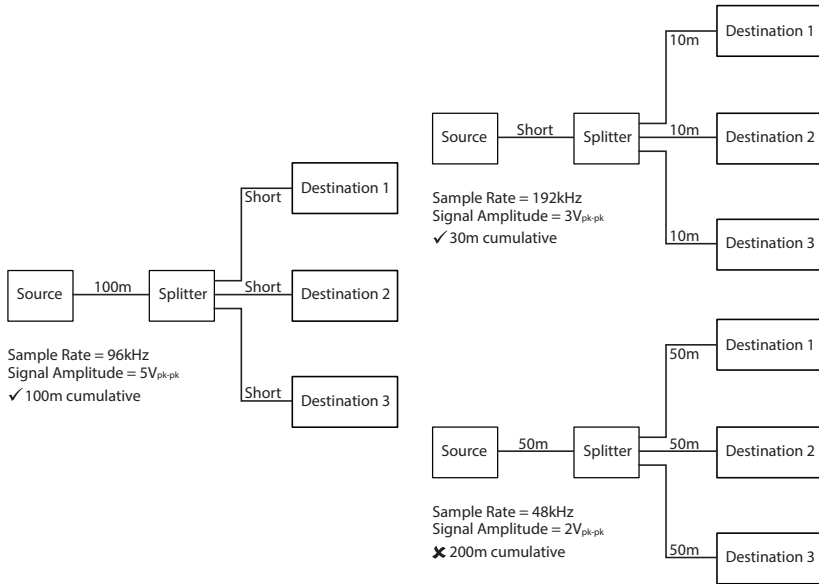 Source
100m
Splitter
Short
Destination 1
Short
Destination 2
Short
Destination 3
Sample Rate = 96kHz
Signal Amplitude = 5Vpk-pk
✓ 100m cumulative
Source
Short
Splitter
10m
Destination 1
10m
Destination 2
10m
Destination 3
Sample Rate = 192kHz
Signal Amplitude = 3Vpk-pk
✓ 30m cumulative
Source
50m
Splitter
50m
Destination 1
50m
Destination 2
50m
Destination 3
Sample Rate = 48kHz
Signal Amplitude = 2Vpk-pk
✘ 200m cumulative